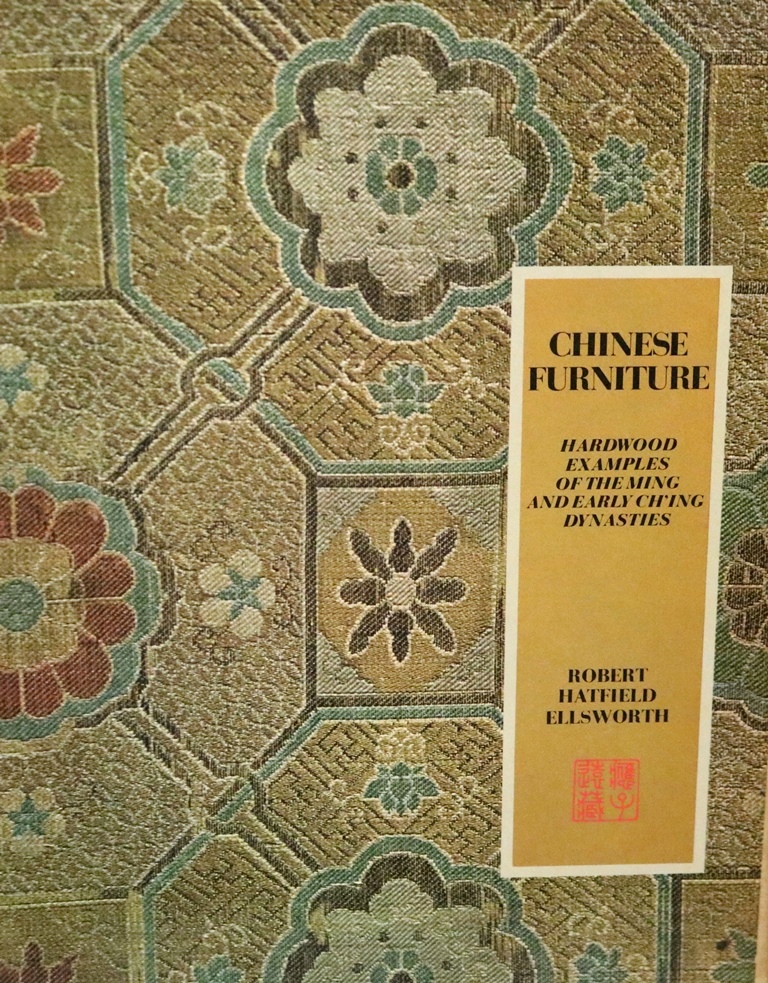 CHINESE
FURNITURE
HARDWOOD
EXAMPLES
OF THE MING
AND EARLY CH'ING
DYNASTIES
ROBERT
HATFIELD
ELLSWORTH